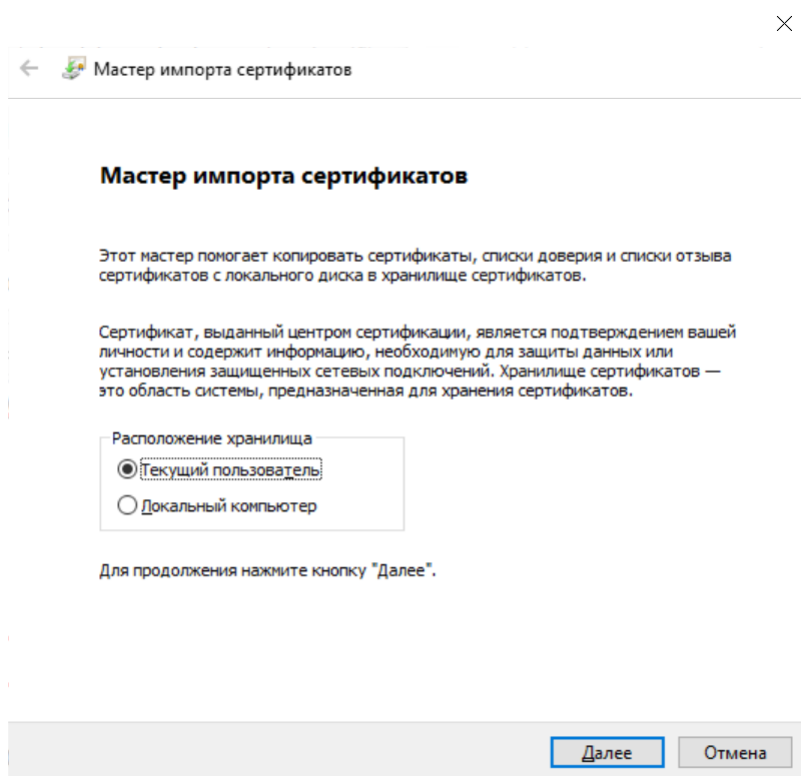 Мастер импорта сертификатов
Мастер импорта сертификатов
Этот мастер помогает копировать сертификаты, списки доверия и списки отзыва
сертификатов с локального диска в хранилище сертификатов.
Сертификат, выданный центром сертификации, является подтверждением вашей
личности и содержит информацию, необходимую для защиты данных или
установления защищенных сетевых подключений. Хранилище сертификатов —
это область системы, предназначенная для хранения сертификатов.
Расположение хранилища
Текущий пользователь
Локальный компьютер
Для продолжения нажмите кнопку "Далее".
Далее Отмена